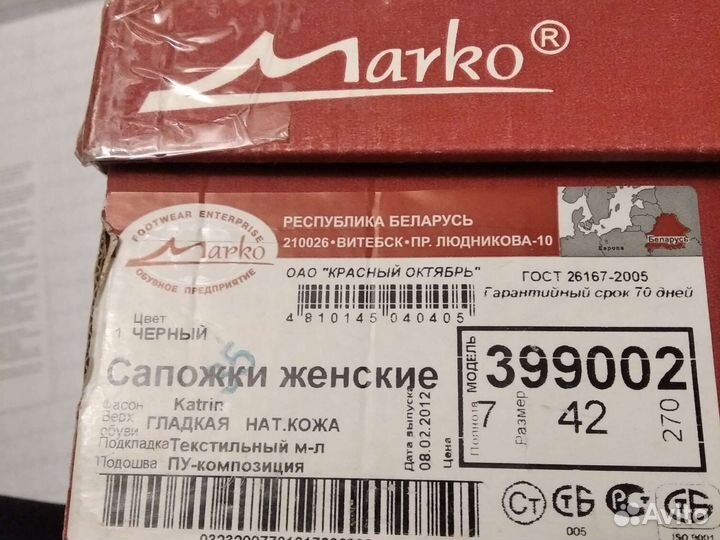 Marko®
FOOTWEAR ENTERPRISE
Marko
ОБУВНОЕ ПРЕДПРИЯТИЕ
РЕСПУБЛИКА БЕЛАРУСЬ
210026•ВИТЕБСК•ПР. ЛЮДНИКОВА-10
Европа
Беларусь
ОАО "КРАСНЫЙ ОКТЯБРЬ"
ГОСТ 26167-2005
Гарантийный срок 70 дней
4 810145 040405
Цвет
1 ЧЕРНЫЙ
Сапожки женские
Фасон Katrin
Верх обуви ГЛАДКАЯ НАТ.КОЖА
Подкладка Текстильный м-л
Подошва ПУ-композиция
Дата выпуска
08.02.2012
Цена
МОДЕЛЬ 399002
Полнота 7
Размер 42
270
СТ
005
ISO 9001
Avito